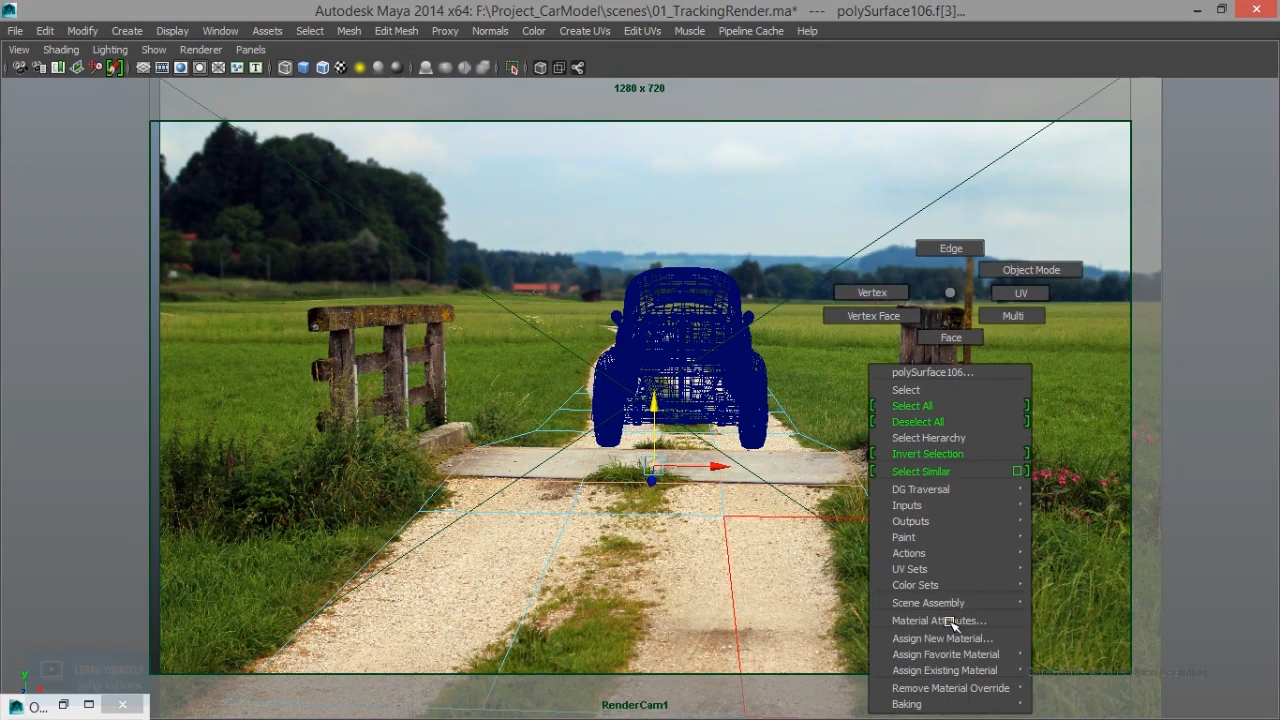 Autodesk Maya 2014 x64: F:\Project_CarModel\scenes\01_TrackingRender.ma* --- polySurface106.f[3]...
File Edit Modify Create Display Window Assets Select Mesh Edit Mesh Proxy Normals Color Create UVs Edit UVs Muscle Pipeline Cache Help
View Shading Lighting Show Renderer Panels
1280 x 720
Edge
Object Mode
Vertex
UV
Vertex Face
Multi
Face
polySurface106...
Select
Select All
Deselect All
Select Hierarchy
Invert Selection
Select Similar
DG Traversal
Inputs
Outputs
Paint
Actions
UV Sets
Color Sets
Scene Assembly
Material Attributes...
Assign New Material...
Assign Favorite Material
Assign Existing Material
Remove Material Override
Baking
LEARN YOURSELF
RenderCam1
O...
y